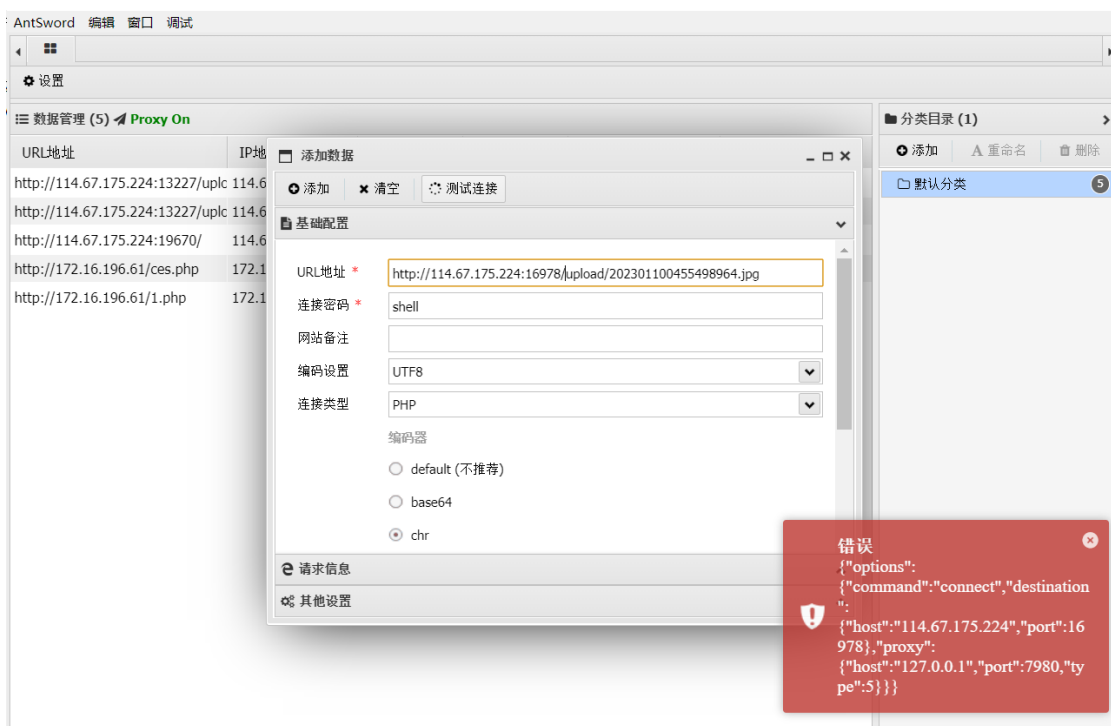 AntSword 编辑 窗口 调试
设置
数据管理 (5) Proxy On
URL地址 IP地
http://114.67.175.224:13227/uplc 114.6
http://114.67.175.224:13227/uplc 114.6
http://114.67.175.224:19670/ 114.6
http://172.16.196.61/ces.php 172.1
http://172.16.196.61/1.php 172.1
添加数据
添加 清空 测试连接
基础配置
URL地址 * http://114.67.175.224:16978/upload/202301100455498964.jpg
连接密码 * shell
网站备注
编码设置 UTF8
连接类型 PHP
编码器
default (不推荐)
base64
chr
请求信息
其他设置
分类目录 (1)
添加 A 重命名 删除
默认分类 5
错误
{"options":
{"command":"connect","destination
":
{"host":"114.67.175.224","port":16
978},"proxy":
{"host":"127.0.0.1","port":7980,"ty
pe":5}}}